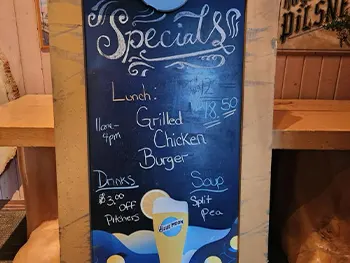 Specials
Lunch:
18.50
11am-
4pm
Grilled
Chicken
Burger
Drinks
$3.00
off
Pitchers
Soup
Split
Pea
BLUE MOON
PILSNE